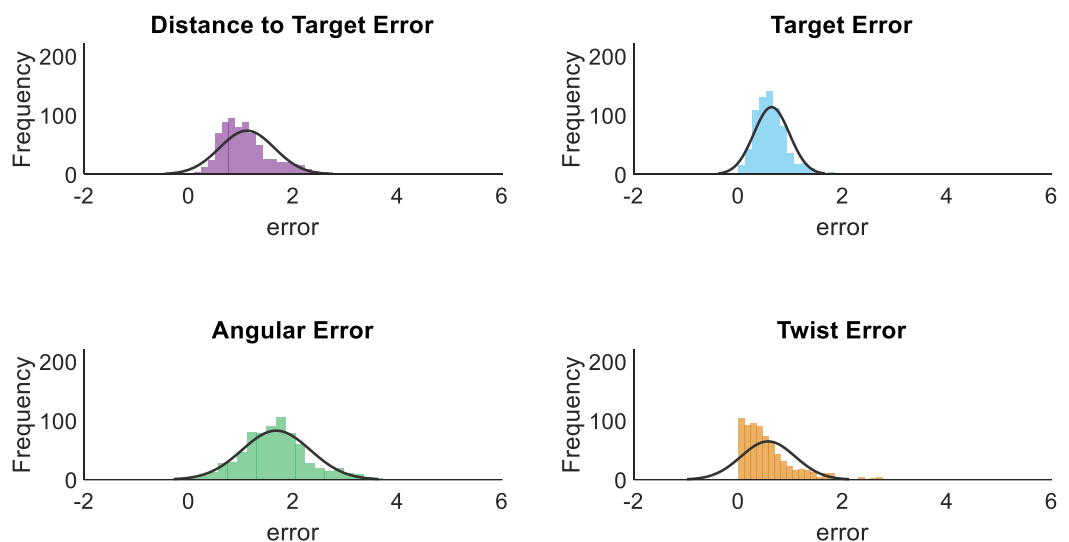 Distance to Target Error
Frequency
200
100
0
-2 0 2 4 6
error
Target Error
Frequency
200
100
0
-2 0 2 4 6
error
Angular Error
Frequency
200
100
0
-2 0 2 4 6
error
Twist Error
Frequency
200
100
0
-2 0 2 4 6
error